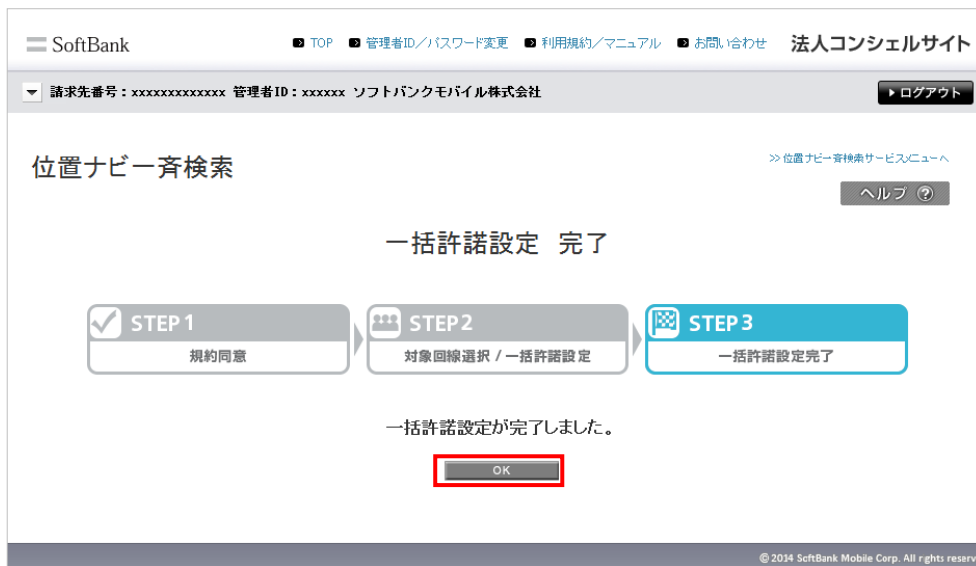 SoftBank
TOP 管理者ID／パスワード変更 利用規約／マニュアル お問い合わせ 法人コンシェルサイト
請求先番号：xxxxxxxxxxxxx 管理者ID：xxxxxx ソフトバンクモバイル株式会社
ログアウト
位置ナビ一斉検索
>> 位置ナビ一斉検索サービスメニューへ
ヘルプ ?
一括許諾設定 完了
STEP 1
規約同意
STEP 2
対象回線選択 / 一括許諾設定
STEP 3
一括許諾設定完了
一括許諾設定が完了しました。
OK
© 2014 SoftBank Mobile Corp. All rights reserv